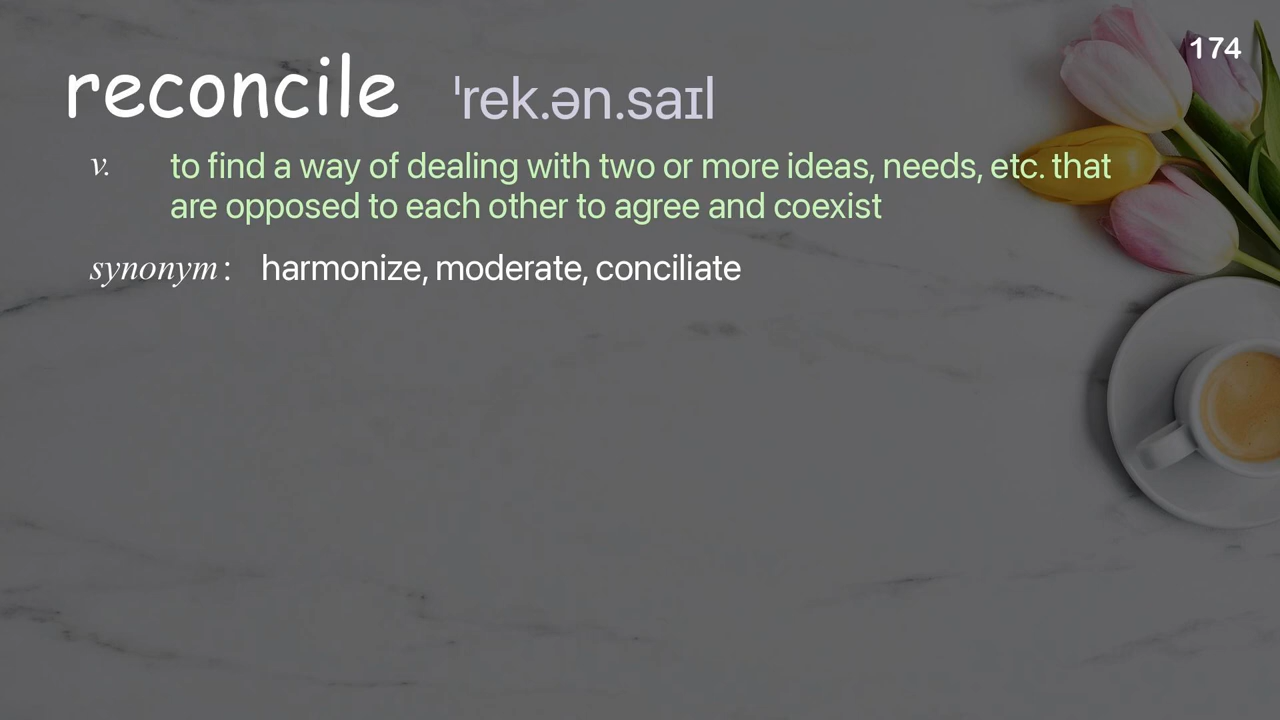 174
reconcile ˈrek.ən.saɪl
v. to find a way of dealing with two or more ideas, needs, etc. that
are opposed to each other to agree and coexist
synonym : harmonize, moderate, conciliate